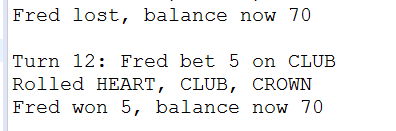 Fred lost, balance now 70
Turn 12: Fred bet 5 on CLUB
Rolled HEART, CLUB, CROWN
Fred won 5, balance now 70